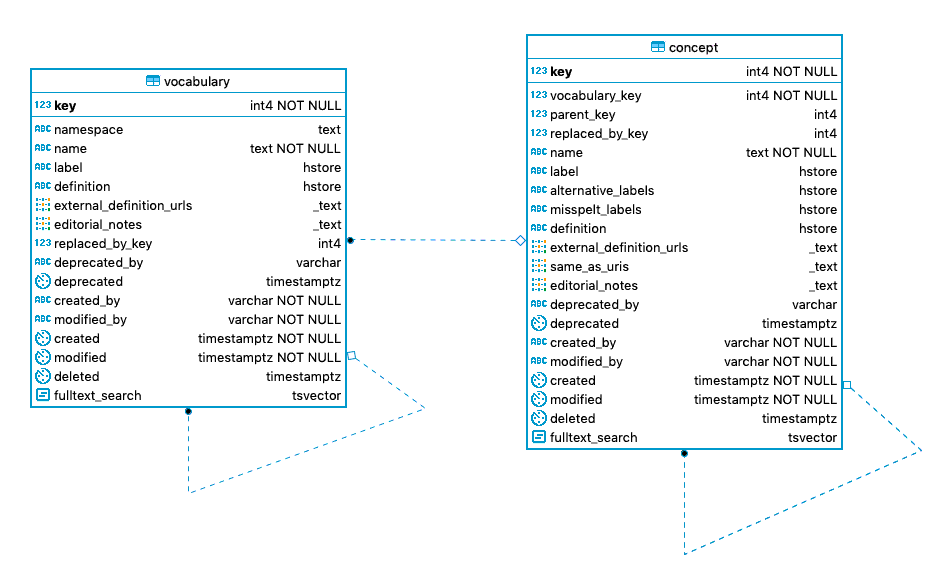 vocabulary
123 key int4 NOT NULL
ABC namespace text
ABC name text NOT NULL
ABC label hstore
ABC definition hstore
external_definition_urls _text
editorial_notes _text
123 replaced_by_key int4
ABC deprecated_by varchar
deprecated timestamptz
ABC created_by varchar NOT NULL
ABC modified_by varchar NOT NULL
created timestamptz NOT NULL
modified timestamptz NOT NULL
deleted timestamptz
fulltext_search tsvector
concept
123 key int4 NOT NULL
123 vocabulary_key int4 NOT NULL
123 parent_key int4
123 replaced_by_key int4
ABC name text NOT NULL
ABC label hstore
ABC alternative_labels hstore
ABC misspelt_labels hstore
ABC definition hstore
external_definition_urls _text
same_as_uris _text
editorial_notes _text
ABC deprecated_by varchar
deprecated timestamptz
ABC created_by varchar NOT NULL
ABC modified_by varchar NOT NULL
created timestamptz NOT NULL
modified timestamptz NOT NULL
deleted timestamptz
fulltext_search tsvector